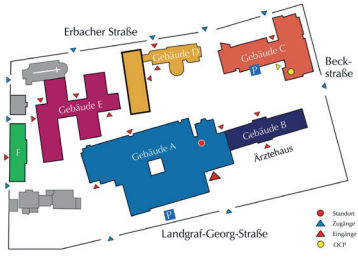 Erbacher Straße
Gebäude D
Gebäude C
P
Beck-
straße
Gebäude E
F
Gebäude A
Gebäude B
Ärztehaus
P
Landgraf-Georg-Straße
Standort
Zugänge
Eingänge
OCP